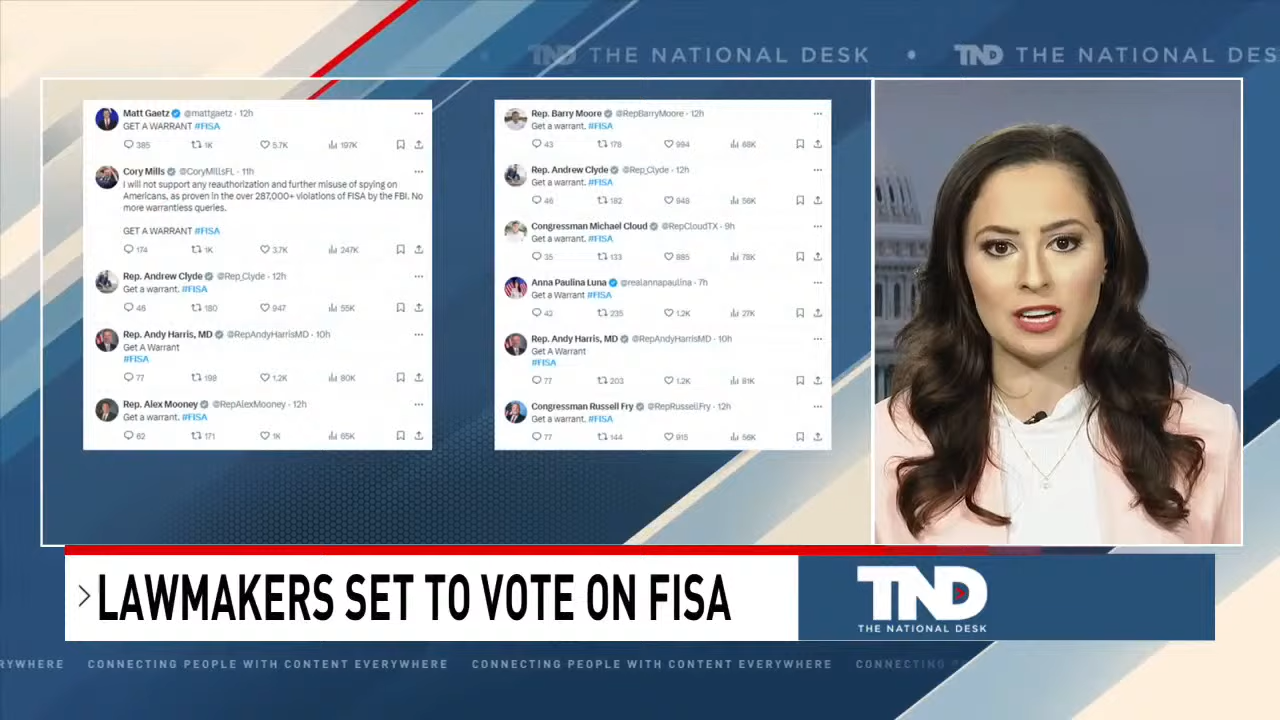 TND THE NATIONAL DESK • TND THE NATIONAL DES
Matt Gaetz @mattgaetz · 12h
GET A WARRANT #FISA
385 1K 5.7K 197K
Cory Mills @CoryMillsFL · 11h
I will not support any reauthorization and further misuse of spying on
Americans, as proven in the over 287,000+ violations of FISA by the FBI. No
more warrantless queries.
GET A WARRANT #FISA
174 1K 3.7K 247K
Rep. Andrew Clyde @Rep_Clyde · 12h
Get a warrant. #FISA
46 180 947 55K
Rep. Andy Harris, MD @RepAndyHarrisMD · 10h
Get A Warrant
#FISA
77 198 1.2K 80K
Rep. Alex Mooney @RepAlexMooney · 12h
Get a warrant. #FISA
62 171 1K 65K
Rep. Barry Moore @RepBarryMoore · 12h
Get a warrant. #FISA
43 178 994 68K
Rep. Andrew Clyde @Rep_Clyde · 12h
Get a warrant. #FISA
46 182 948 56K
Congressman Michael Cloud @RepCloudTX · 9h
Get a warrant. #FISA
35 133 885 78K
Anna Paulina Luna @realannapaulina · 7h
Get a Warrant #FISA
43 235 1.2K 27K
Rep. Andy Harris, MD @RepAndyHarrisMD · 10h
Get A Warrant
#FISA
77 203 1.2K 81K
Congressman Russell Fry @RepRussellFry · 12h
Get a warrant. #FISA
77 144 915 56K
LAWMAKERS SET TO VOTE ON FISA
TND
THE NATIONAL DESK
RYWHERE CONNECTING PEOPLE WITH CONTENT EVERYWHERE CONNECTING PEOPLE WITH CONTENT EVERYWHERE CONNECTING